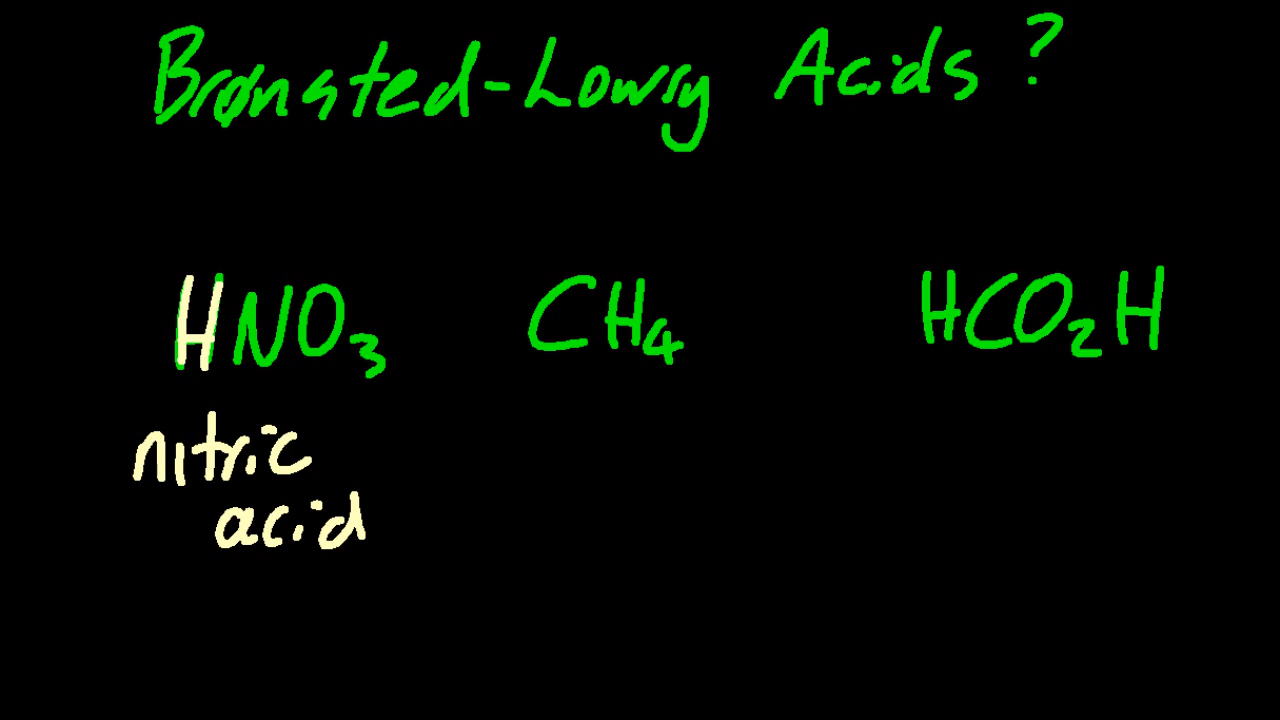 Brønsted-Lowry Acids?
HNO₃ CH₄ HCO₂H
nitric
acid